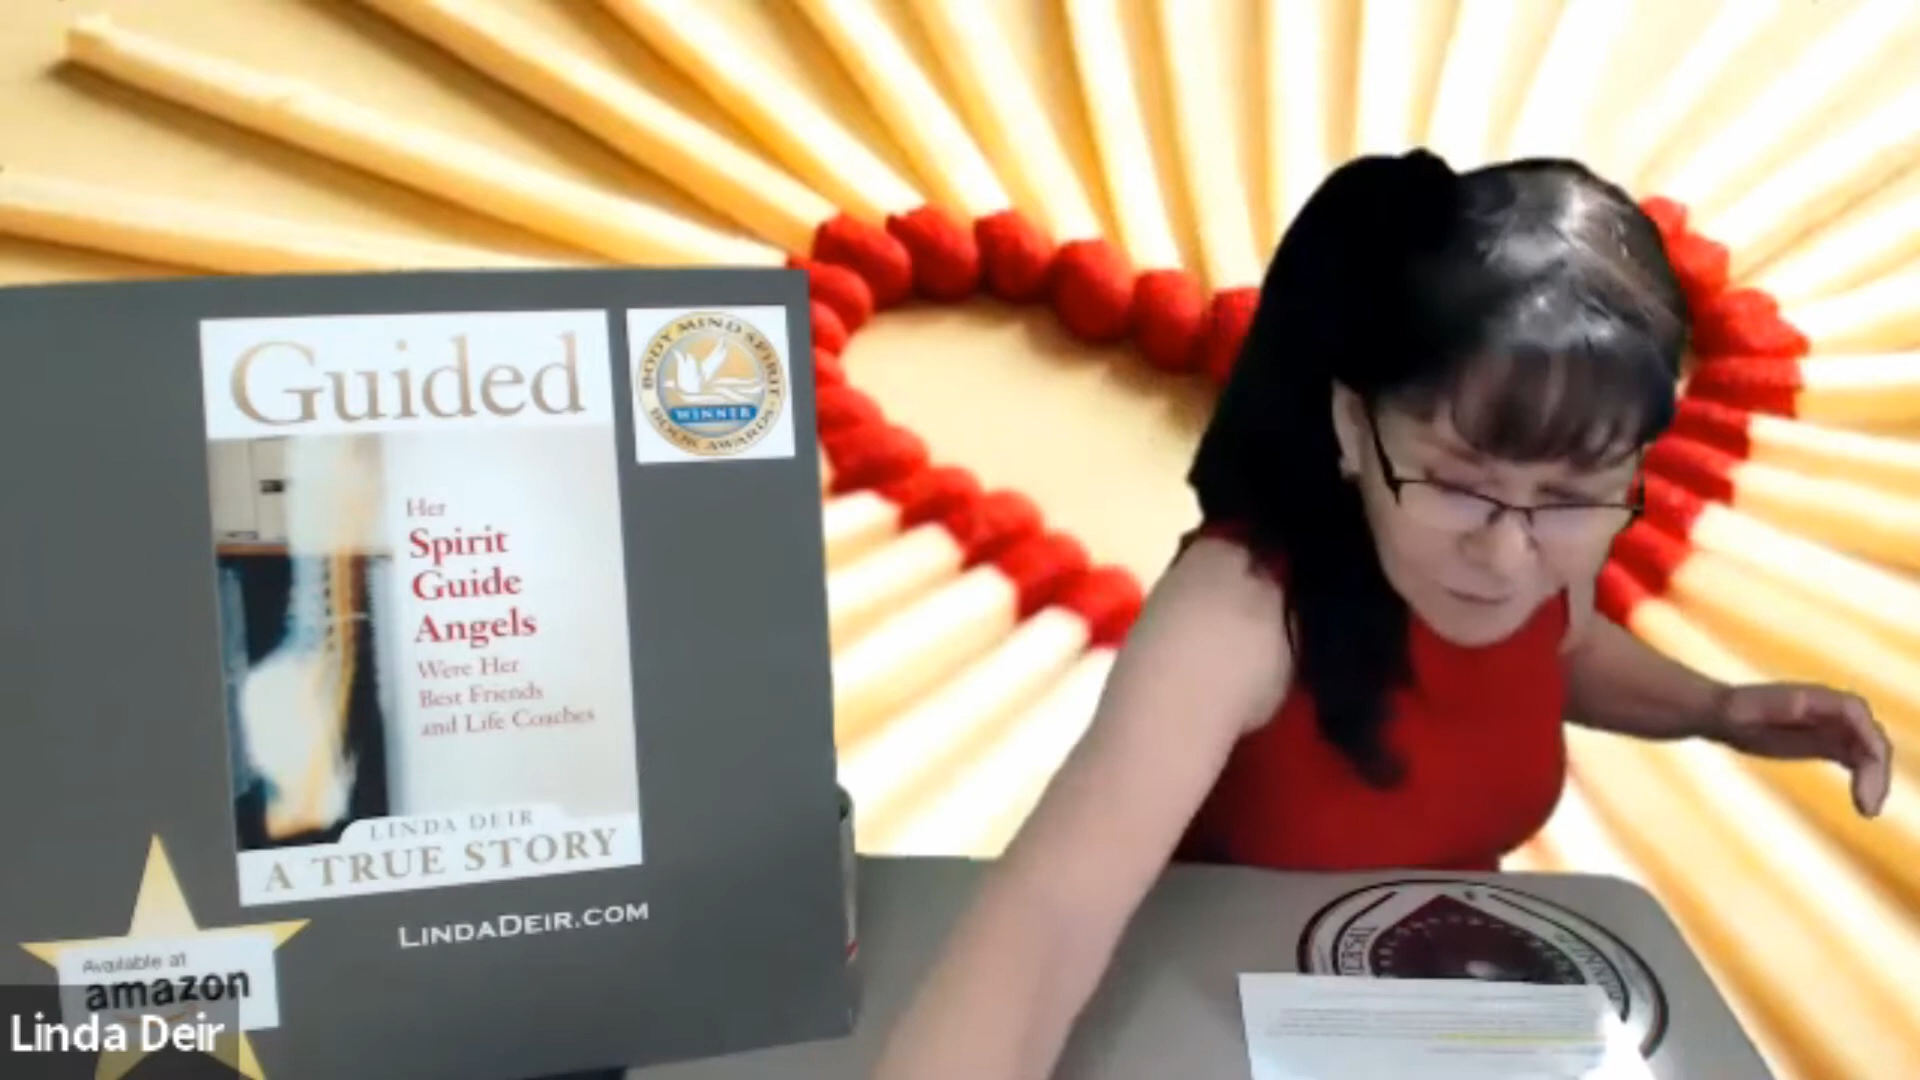 Guided
BODY MIND SPIRIT
WINNER
BOOK AWARDS
Her
Spirit
Guide
Angels
Were Her
Best Friends
and Life Coaches
LINDA DEIR
A TRUE STORY
LINDADEIR.COM
Available at
amazon
Linda Deir